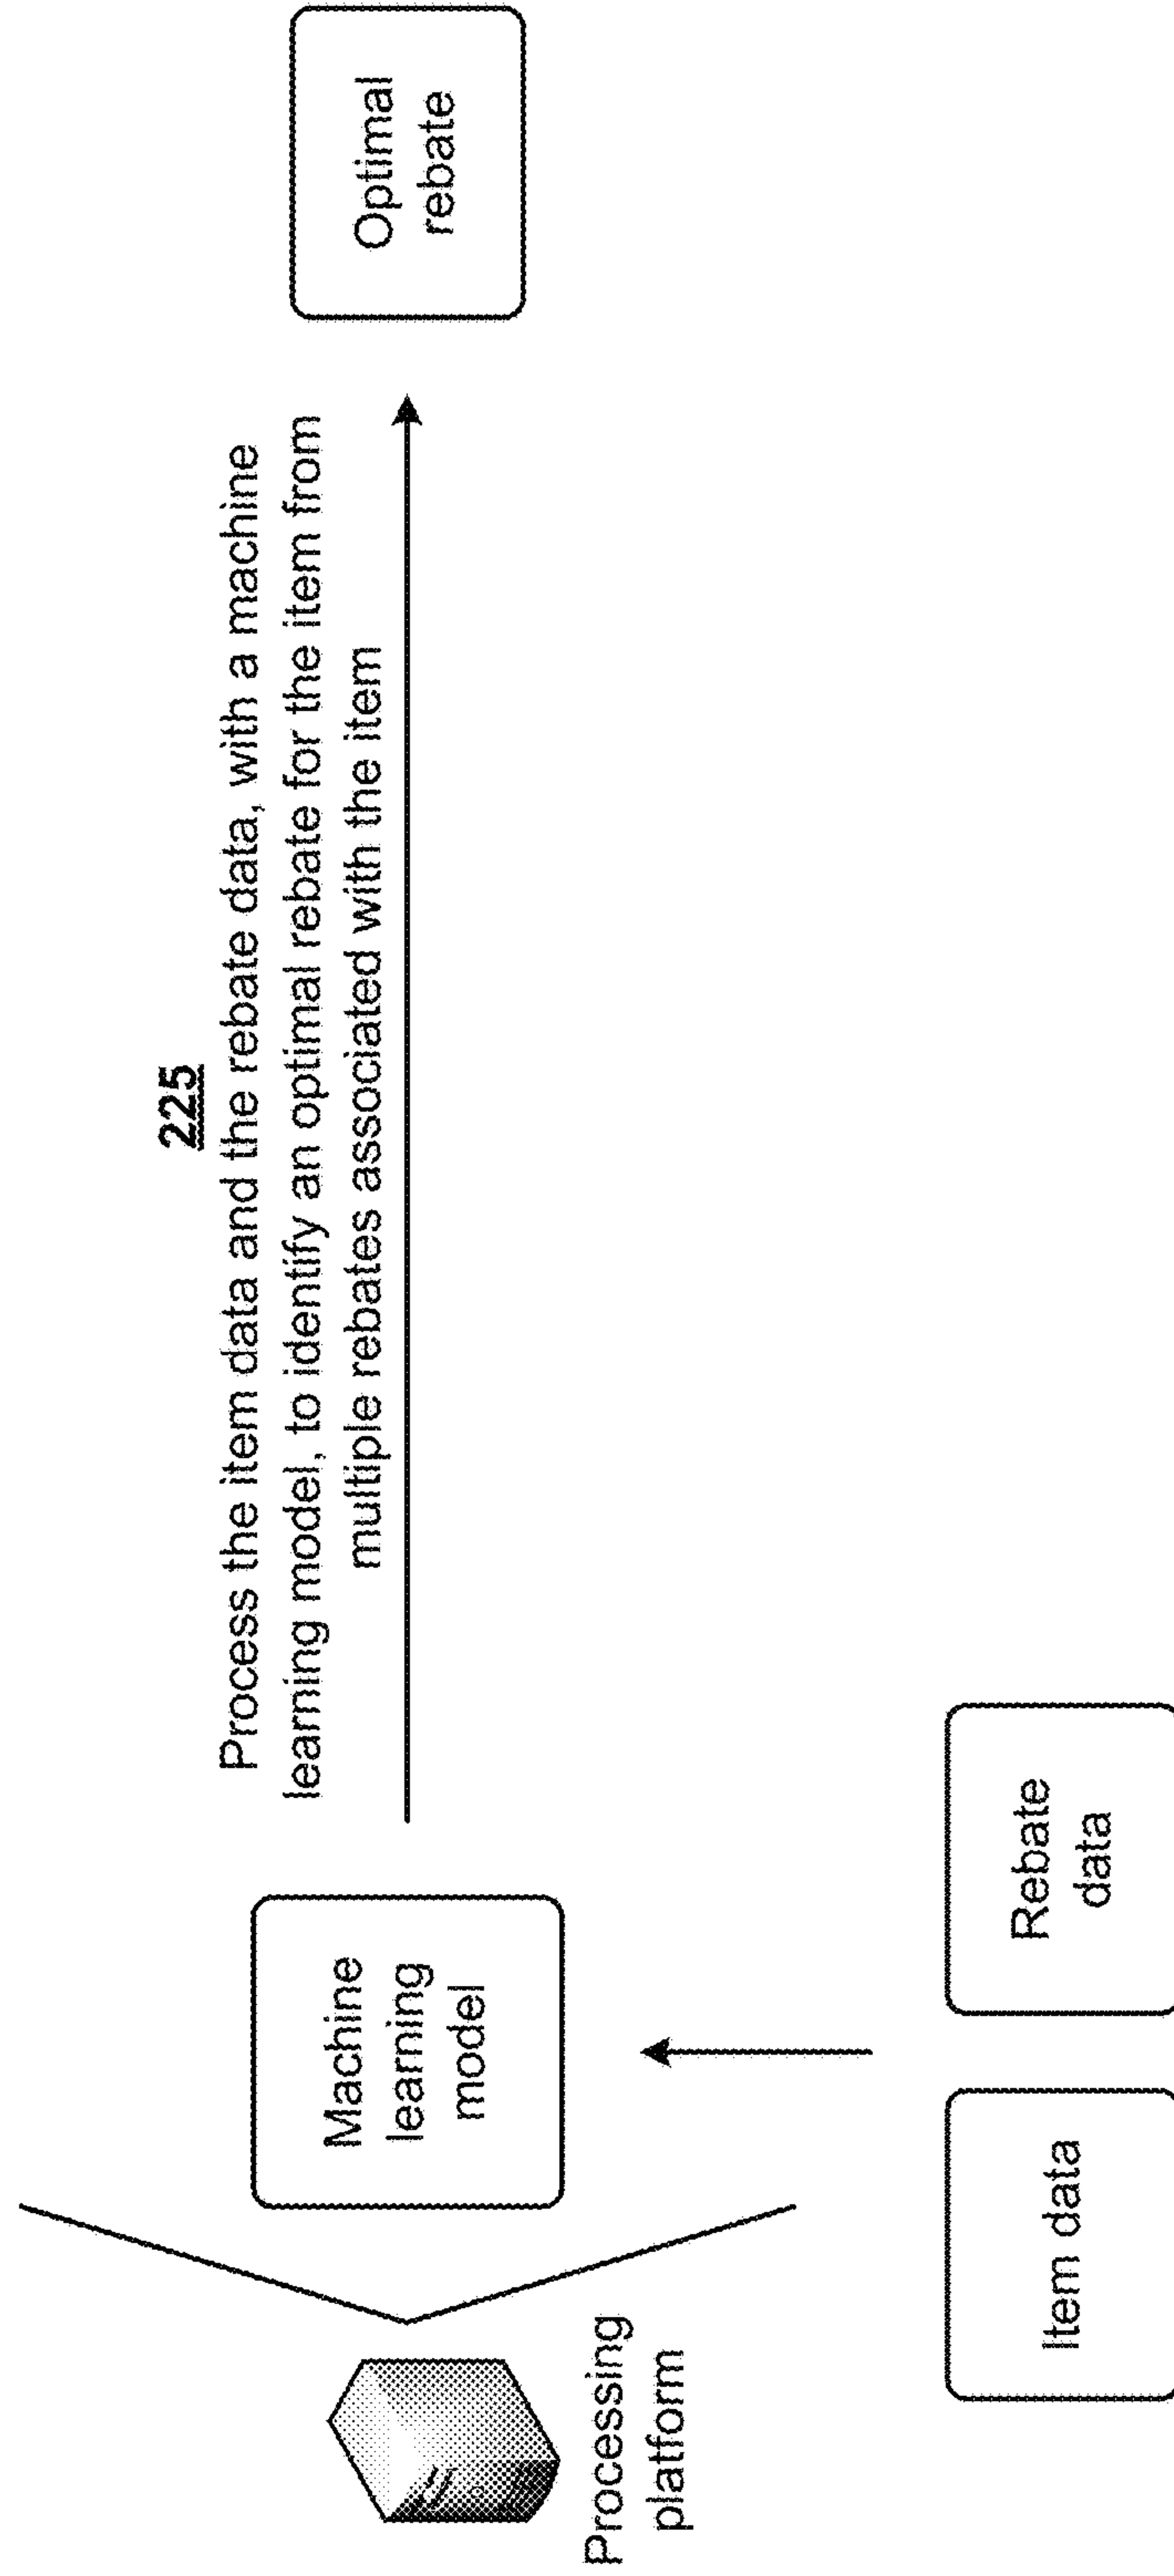 225
Process the item data and the rebate data, with a machine
learning model, to identify an optimal rebate for the item from
multiple rebates associated with the item
Processing
platform
Machine
learning
model
Optimal
rebate
Item data
Rebate
data